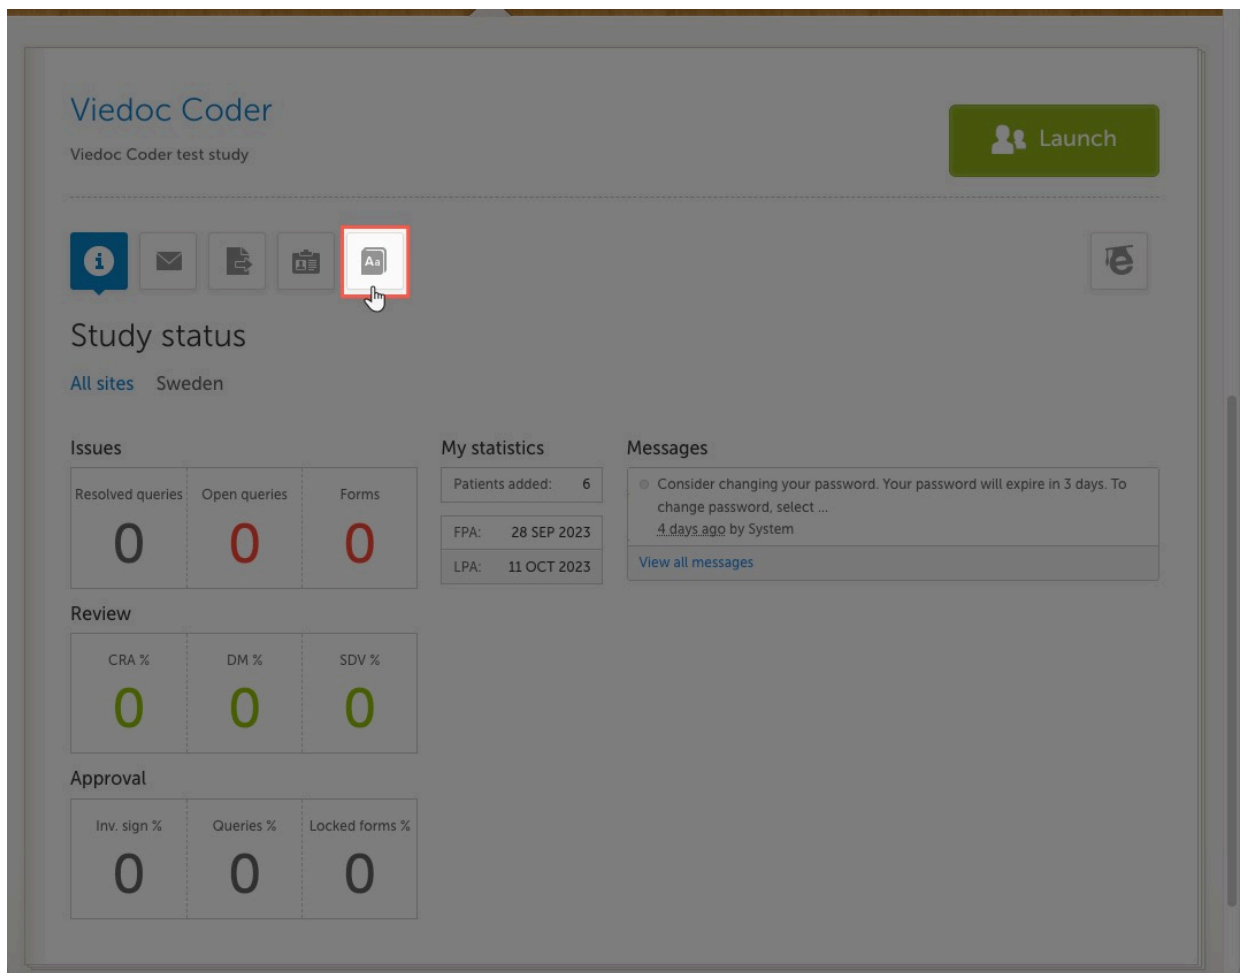 Viedoc Coder
Viedoc Coder test study
Launch
Aa
Study status
All sites Sweden
Issues
Resolved queries Open queries Forms
0 0 0
My statistics
Patients added: 6
FPA: 28 SEP 2023
LPA: 11 OCT 2023
Messages
Consider changing your password. Your password will expire in 3 days. To
change password, select ...
4 days ago by System
View all messages
Review
CRA % DM % SDV %
0 0 0
Approval
Inv. sign % Queries % Locked forms %
0 0 0